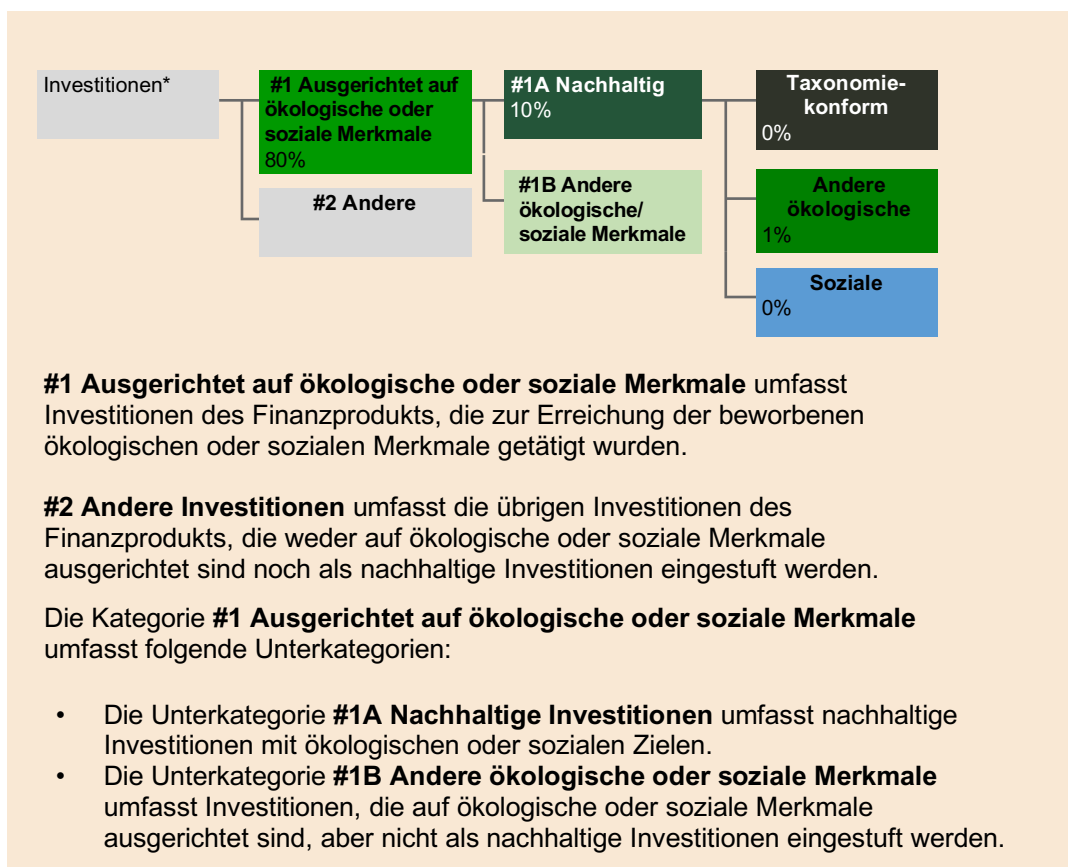 Investitionen*
#1 Ausgerichtet auf
ökologische oder
soziale Merkmale
80%
#2 Andere
#1A Nachhaltig
10%
#1B Andere
ökologische/
soziale Merkmale
Taxonomie-
konform
0%
Andere
ökologische
1%
Soziale
0%
#1 Ausgerichtet auf ökologische oder soziale Merkmale umfasst
Investitionen des Finanzprodukts, die zur Erreichung der beworbenen
ökologischen oder sozialen Merkmale getätigt wurden.
#2 Andere Investitionen umfasst die übrigen Investitionen des
Finanzprodukts, die weder auf ökologische oder soziale Merkmale
ausgerichtet sind noch als nachhaltige Investitionen eingestuft werden.
Die Kategorie #1 Ausgerichtet auf ökologische oder soziale Merkmale
umfasst folgende Unterkategorien:
• Die Unterkategorie #1A Nachhaltige Investitionen umfasst nachhaltige
Investitionen mit ökologischen oder sozialen Zielen.
• Die Unterkategorie #1B Andere ökologische oder soziale Merkmale
umfasst Investitionen, die auf ökologische oder soziale Merkmale
ausgerichtet sind, aber nicht als nachhaltige Investitionen eingestuft werden.